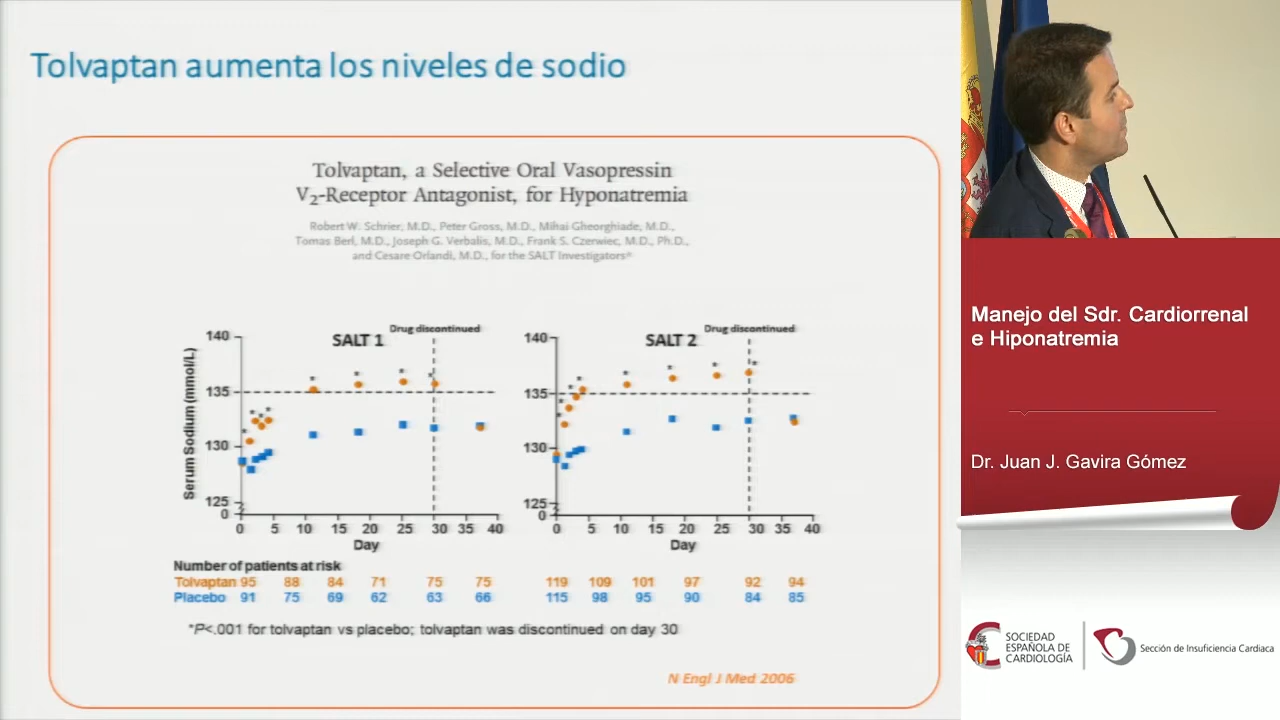 Tolvaptan aumenta los niveles de sodio
Tolvaptan, a Selective Oral Vasopressin
V2-Receptor Antagonist, for Hyponatremia
Robert W. Schrier, M.D., Peter Gross, M.D., Mihai Gheorghiade, M.D.,
Tomas Berl, M.D., Joseph G. Verbalis, M.D., Frank S. Czerwiec, M.D., Ph.D.,
and Cesare Orlandi, M.D., for the SALT Investigators*
SALT 1
Drug discontinued
Serum Sodium (mmol/L)
140
135
130
125
0
0 5 10 15 20 25 30 35 40
Day
SALT 2
Drug discontinued
140
135
130
125
0
0 5 10 15 20 25 30 35 40
Day
Number of patients at risk
Tolvaptan 95 88 84 71 75 75 119 109 101 97 92 94
Placebo 91 75 69 62 63 66 115 98 95 90 84 85
*P<.001 for tolvaptan vs placebo; tolvaptan was discontinued on day 30
N Engl J Med 2006
Manejo del Sdr. Cardiorrenal
e Hiponatremia
Dr. Juan J. Gavira Gómez
SOCIEDAD
ESPAÑOLA DE
CARDIOLOGÍA
Sección de Insuficiencia Cardiaca